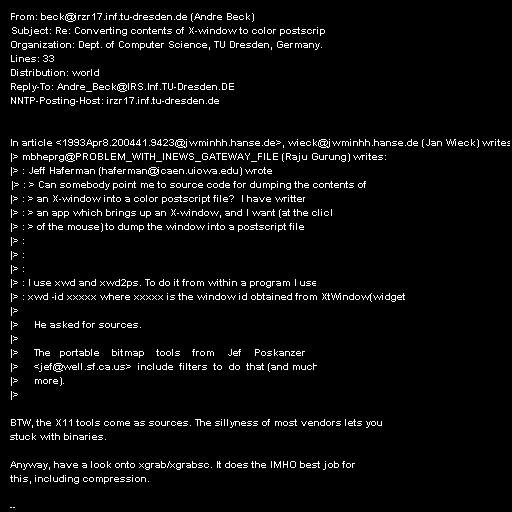 From: beck@irzr17.inf.tu-dresden.de (Andre Beck)
Subject: Re: Converting contents of X-window to color postscrip
Organization: Dept. of Computer Science, TU Dresden, Germany.
Lines: 33
Distribution: world
Reply-To: Andre_Beck@IRS.Inf.TU-Dresden.DE
NNTP-Posting-Host: irzr17.inf.tu-dresden.de
In article <1993Apr8.200441.9423@jwminhh.hanse.de>, wieck@jwminhh.hanse.de (Jan Wieck) writes
|> mbheprg@PROBLEM_WITH_INEWS_GATEWAY_FILE (Raju Gurung) writes:
|> : Jeff Haferman (haferman@icaen.uiowa.edu) wrote
|> : > Can somebody point me to source code for dumping the contents of
|> : > an X-window into a color postscript file?  I have writter
|> : > an app which brings up an X-window, and I want (at the clicl
|> : > of the mouse) to dump the window into a postscript file
|> :
|> :
|> :
|> : I use xwd and xwd2ps. To do it from within a program I use
|> : xwd -id xxxxx where xxxxx is the window id obtained from XtWindow(widget
|>
|>     He asked for sources.
|>
|>     The   portable   bitmap   tools   from   Jef   Poskanzer
|>     <jef@well.sf.ca.us>  include  filters  to  do  that (and much
|>     more).
|>
BTW, the X11 tools come as sources. The sillyness of most vendors lets you
stuck with binaries.
Anyway, have a look onto xgrab/xgrabsc. It does the IMHO best job for
this, including compression.
--